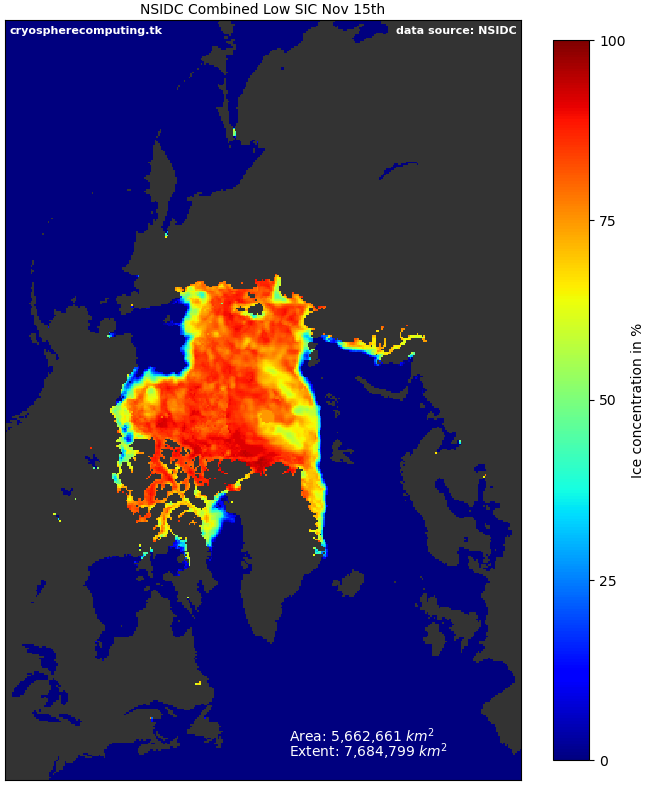 NSIDC Combined Low SIC Nov 15th
cryospherecomputing.tk
data source: NSIDC
100
75
50
25
0
Ice concentration in %
Area: 5,662,661 km²
Extent: 7,684,799 km²